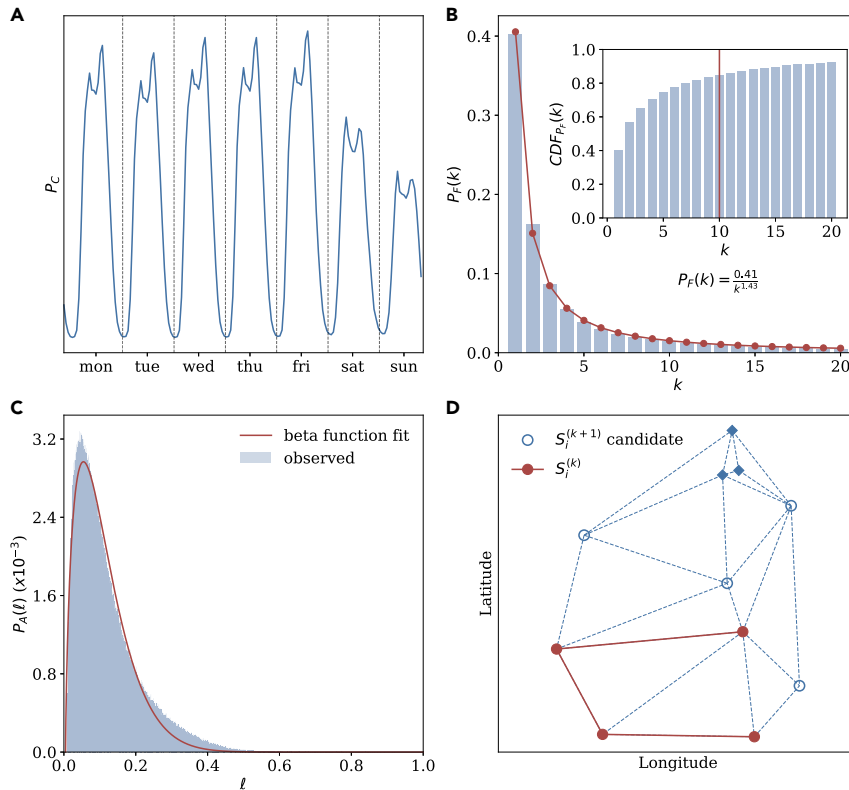 A
P_C
mon tue wed thu fri sat sun
B
P_F(k)
0.4
0.3
0.2
0.1
0.0
0 5 10 15 20
k
CDF_{P_F}(k)
1.0
0.8
0.6
0.4
0.2
0.0
0 5 10 15 20
k
P_F(k) = \frac{0.41}{k^{1.43}}
C
P_A(ℓ) (x10^{-3})
3.2
2.4
1.6
0.8
0.0
0.0 0.2 0.4 0.6 0.8 1.0
ℓ
beta function fit
observed
D
S_i^{(k+1)} candidate
S_i^{(k)}
Latitude
Longitude